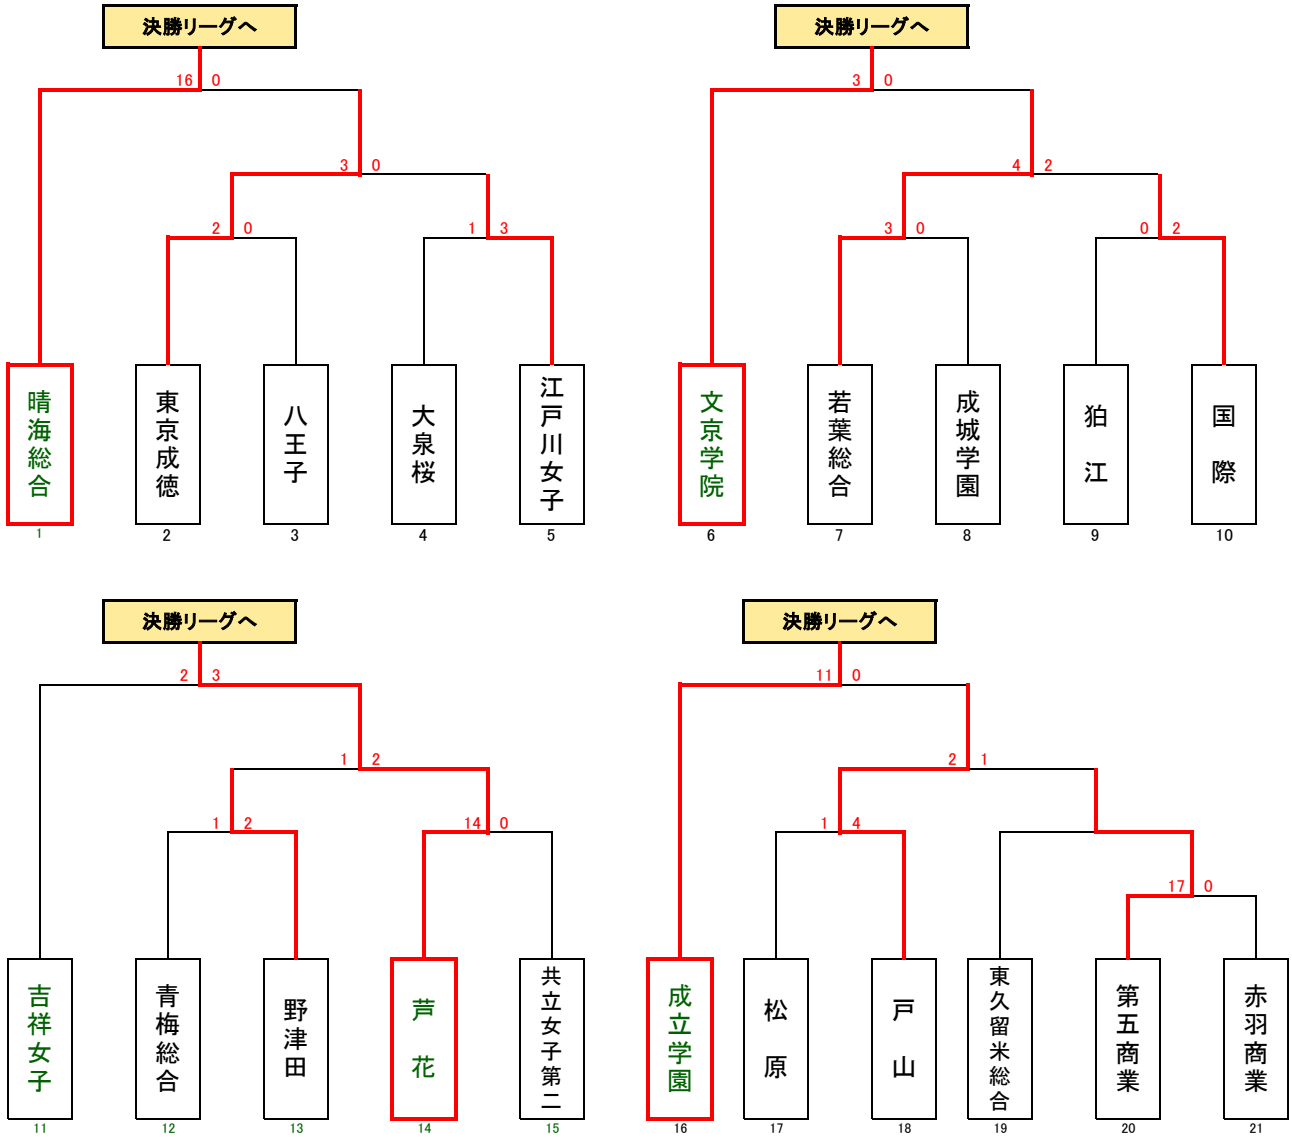 決勝リーグへ 決勝リーグへ
16 0 3 0
3 0 4 2
2 0 1 3 3 0 0 2
晴海総合 東京成徳 八王子 大泉桜 江戸川女子 文京学院 若葉総合 成城学園 狛江 国際
1 2 3 4 5 6 7 8 9 10
決勝リーグへ 決勝リーグへ
2 3 11 0
1 2 2 1
1 2 14 0 1 4
17 0
吉祥女子 青梅総合 野津田 芦花 共立女子第二 成立学園 松原 戸山 東久留米総合 第五商業 赤羽商業
11 12 13 14 15 16 17 18 19 20 21